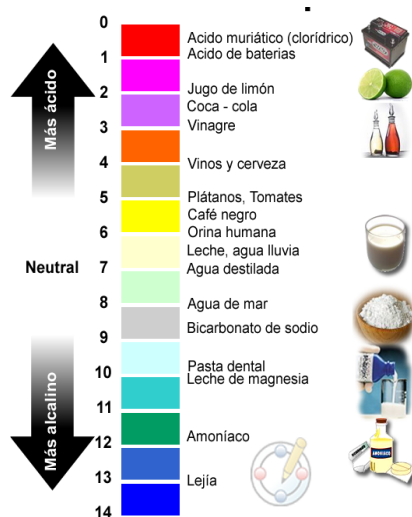 0
Acido muriático (clorídrico)
1
Acido de baterias
Jugo de limón
2
Coca - cola
3
Vinagre
4
Vinos y cerveza
5
Plátanos, Tomates
Café negro
6
Orina humana
Leche, agua lluvia
Neutral
7
Agua destilada
8
Agua de mar
Bicarbonato de sodio
9
Pasta dental
10
Leche de magnesia
11
12
Amoníaco
13
Lejía
14
Más ácido
Más alcalino
AMONÍACO